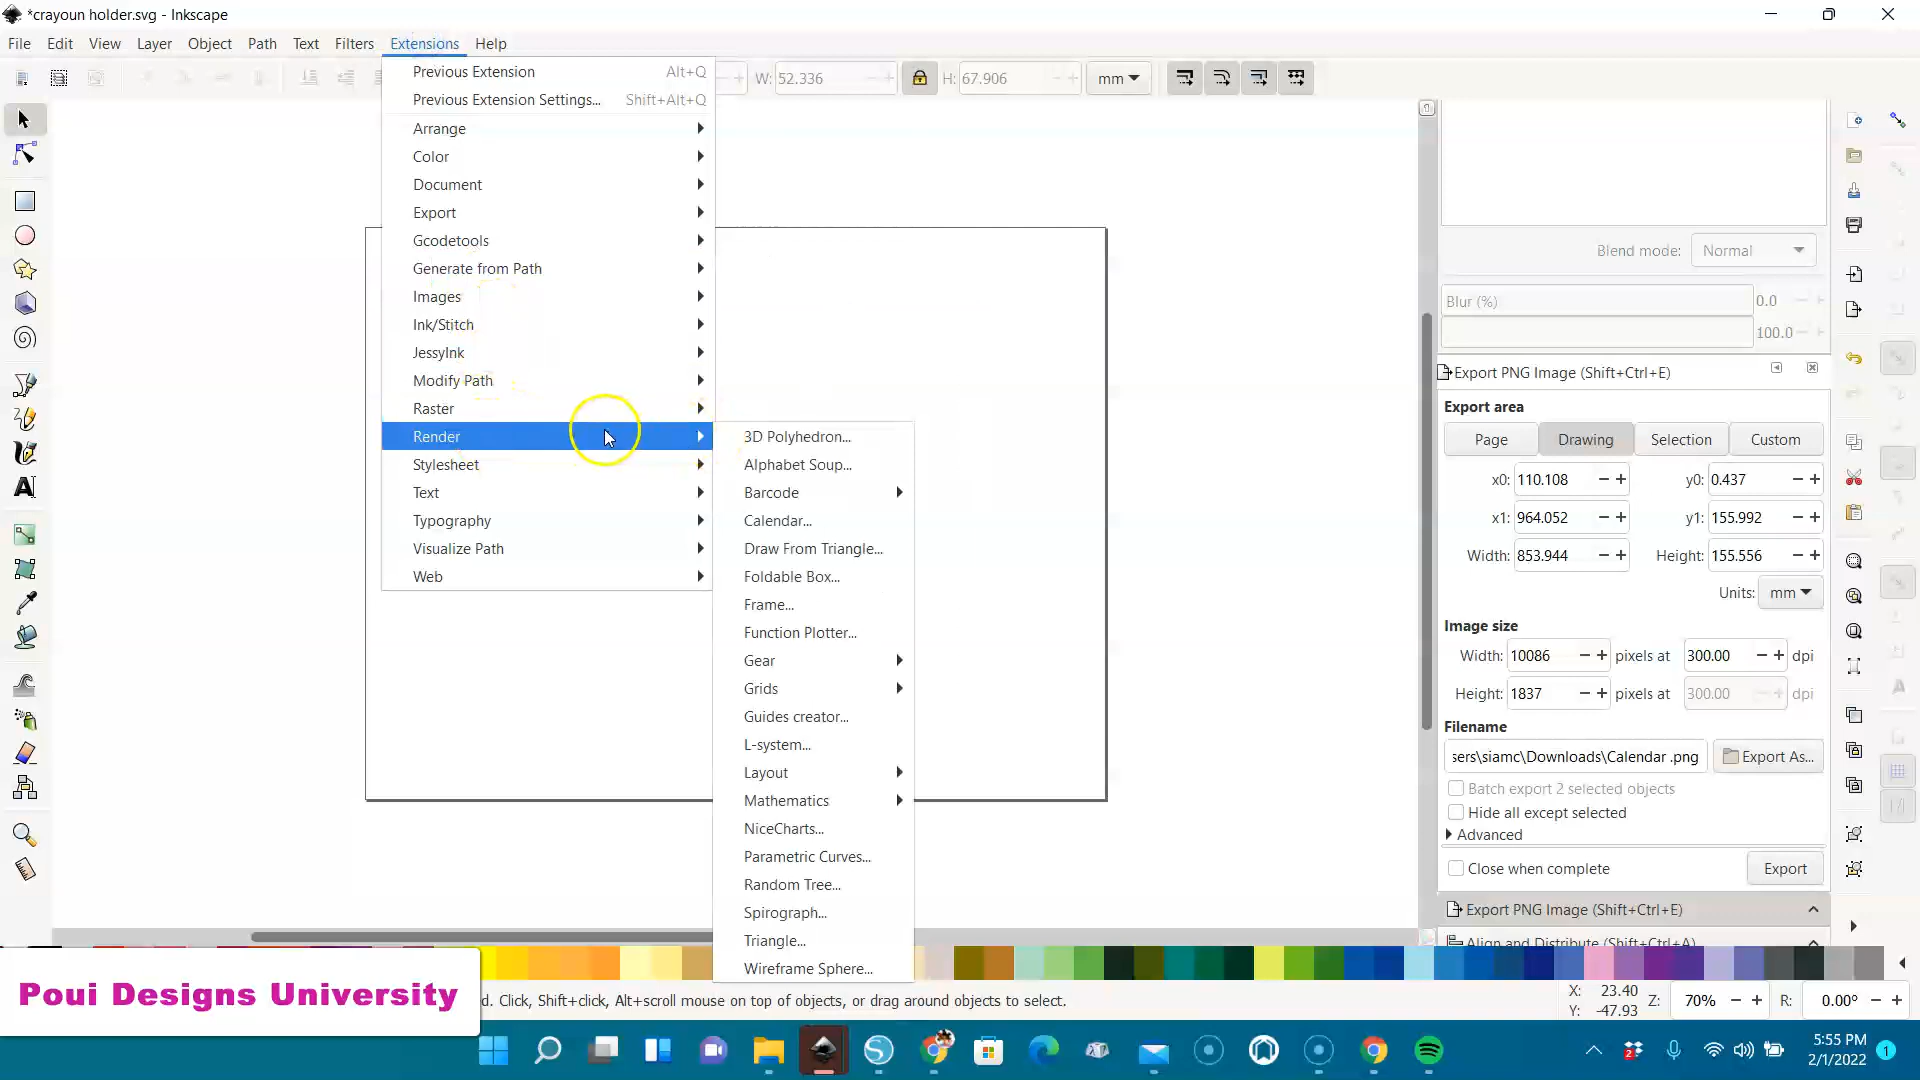 *crayoun holder.svg - Inkscape
File Edit View Layer Object Path Text Filters Extensions Help
W: 52.336 H: 67.906 mm
Previous Extension Alt+Q
Previous Extension Settings... Shift+Alt+Q
Arrange
Color
Document
Export
Gcodetools
Generate from Path
Images
Ink/Stitch
JessyInk
Modify Path
Raster
Render
Stylesheet
Text
Typography
Visualize Path
Web
3D Polyhedron...
Alphabet Soup...
Barcode
Calendar...
Draw From Triangle...
Foldable Box...
Frame...
Function Plotter...
Gear
Grids
Guides creator...
L-system...
Layout
Mathematics
NiceCharts...
Parametric Curves...
Random Tree...
Spirograph...
Triangle...
Wireframe Sphere...
Blend mode: Normal
Blur (%) 0.0
100.0
Export PNG Image (Shift+Ctrl+E)
Export area
Page Drawing Selection Custom
x0: 110.108 y0: 0.437
x1: 964.052 y1: 155.992
Width: 853.944 Height: 155.556
Units: mm
Image size
Width: 10086 pixels at 300.00 dpi
Height: 1837 pixels at 300.00 dpi
Filename
sers\siamc\Downloads\Calendar .png Export As...
Batch export 2 selected objects
Hide all except selected
Advanced
Close when complete Export
Export PNG Image (Shift+Ctrl+E)
Align and Distribute (Shift+Ctrl+A)
Poui Designs University
d. Click, Shift+click, Alt+scroll mouse on top of objects, or drag around objects to select.
X: 23.40
Y: -47.93
Z: 70% R: 0.00°
5:55 PM
2/1/2022
1
2